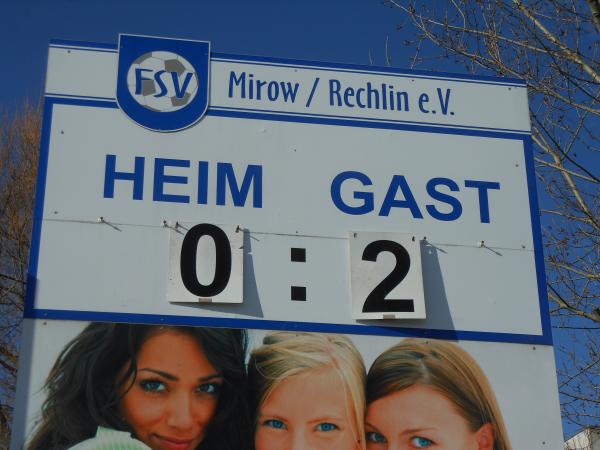 FSV Mirow / Rechlin e.V.
HEIM GAST
0 : 2